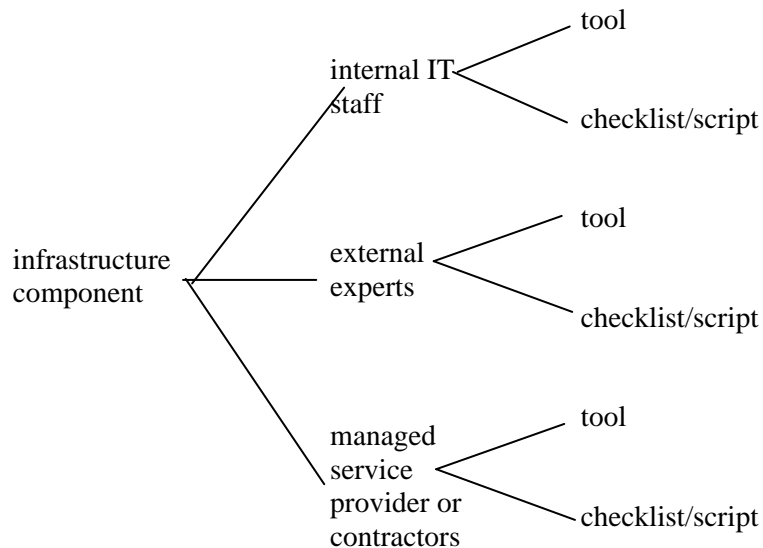 tool
internal IT
staff
checklist/script
tool
infrastructure
component
external
experts
checklist/script
tool
managed
service
provider or
contractors
checklist/script